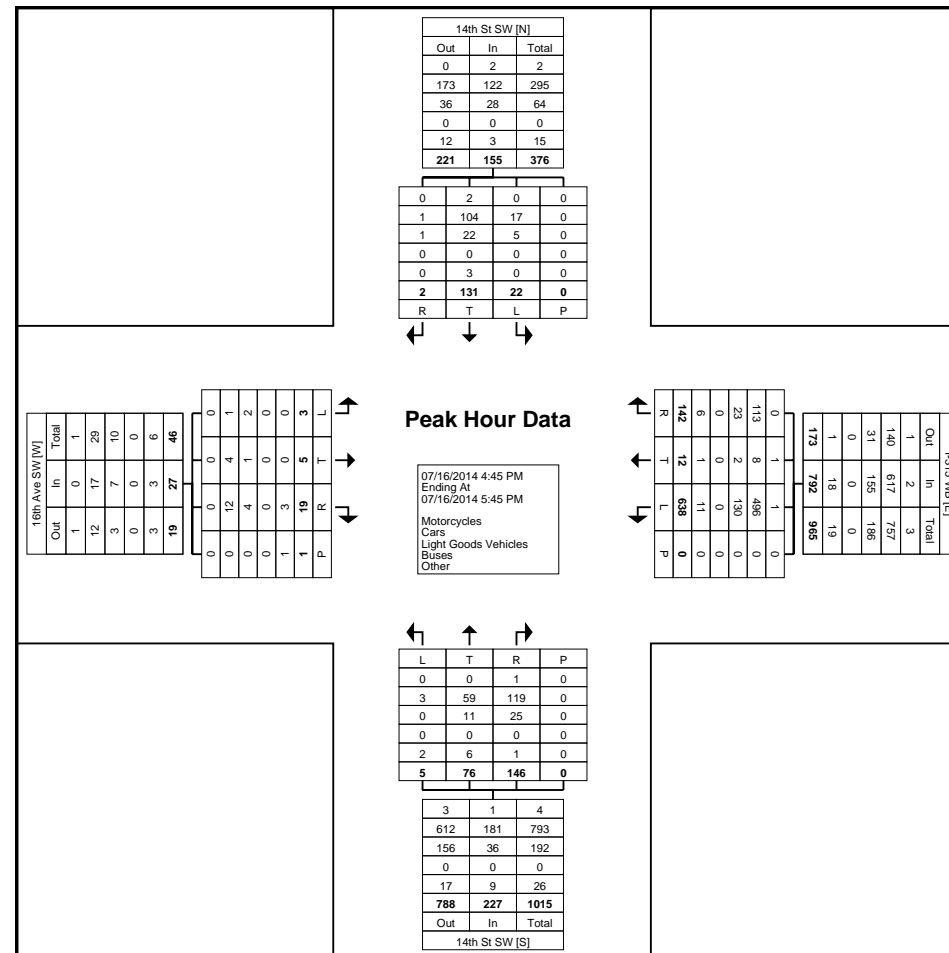 14th St SW [N]
Out In Total
0 2 2
173 122 295
36 28 64
0 0 0
12 3 15
221 155 376
0 2 0 0
1 104 17 0
1 22 5 0
0 0 0 0
0 3 0 0
2 131 22 0
R T L P
16th Ave SW [W]
Out In Total
1 0 1
12 17 29
3 7 10
0 0 0
3 3 6
19 27 46
0 0 0 0
0 12 4 1
0 4 1 2
0 0 0 0
1 3 0 0
1 19 5 3
P R T L
Peak Hour Data
07/16/2014 4:45 PM
Ending At
07/16/2014 5:45 PM
Motorcycles
Cars
Light Goods Vehicles
Buses
Other
WB [E]
Out In Total
1 2 3
140 617 757
31 155 186
0 0 0
1 18 19
173 792 965
0 1 1 0
113 8 496 0
23 2 130 0
0 0 0 0
6 1 11 0
142 12 638 0
R T L P
L T R P
0 0 1 0
3 59 119 0
0 11 25 0
0 0 0 0
2 6 1 0
5 76 146 0
3 1 4
612 181 793
156 36 192
0 0 0
17 9 26
788 227 1015
Out In Total
14th St SW [S]